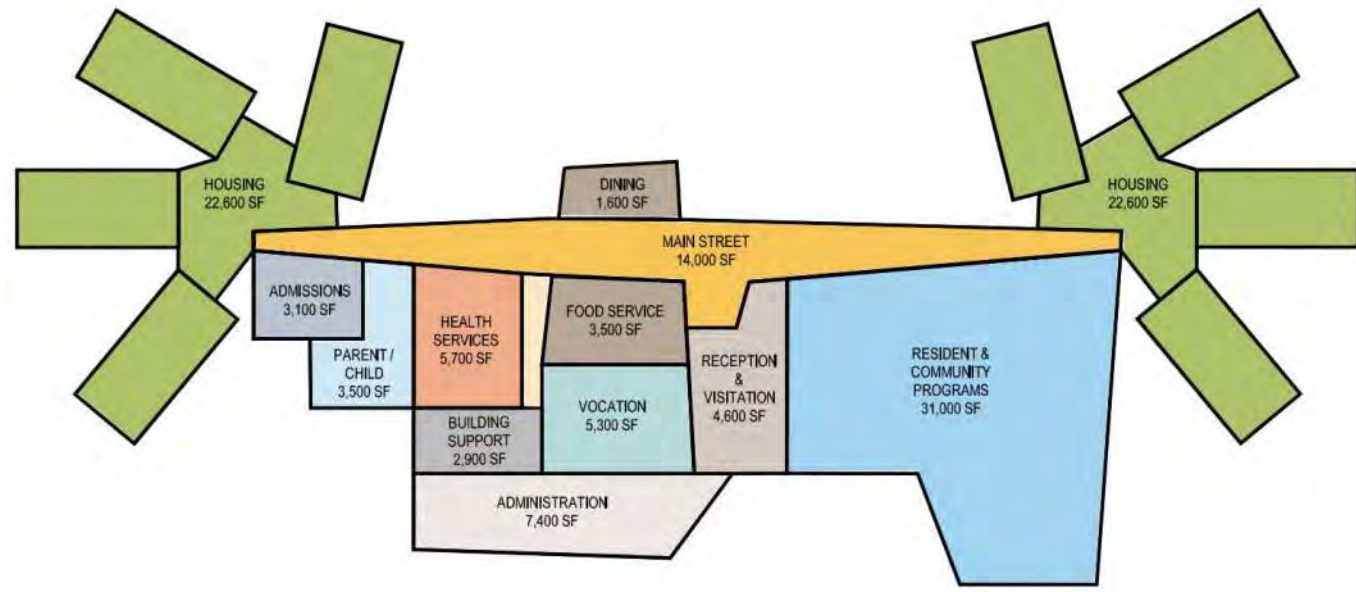 HOUSING
22,600 SF
DINING
1,600 SF
HOUSING
22,600 SF
MAIN STREET
14,000 SF
ADMISSIONS
3,100 SF
PARENT /
CHILD
3,500 SF
HEALTH
SERVICES
5,700 SF
FOOD SERVICE
3,500 SF
RECEPTION
&
VISITATION
4,600 SF
RESIDENT &
COMMUNITY
PROGRAMS
31,000 SF
BUILDING
SUPPORT
2,900 SF
VOCATION
5,300 SF
ADMINISTRATION
7,400 SF